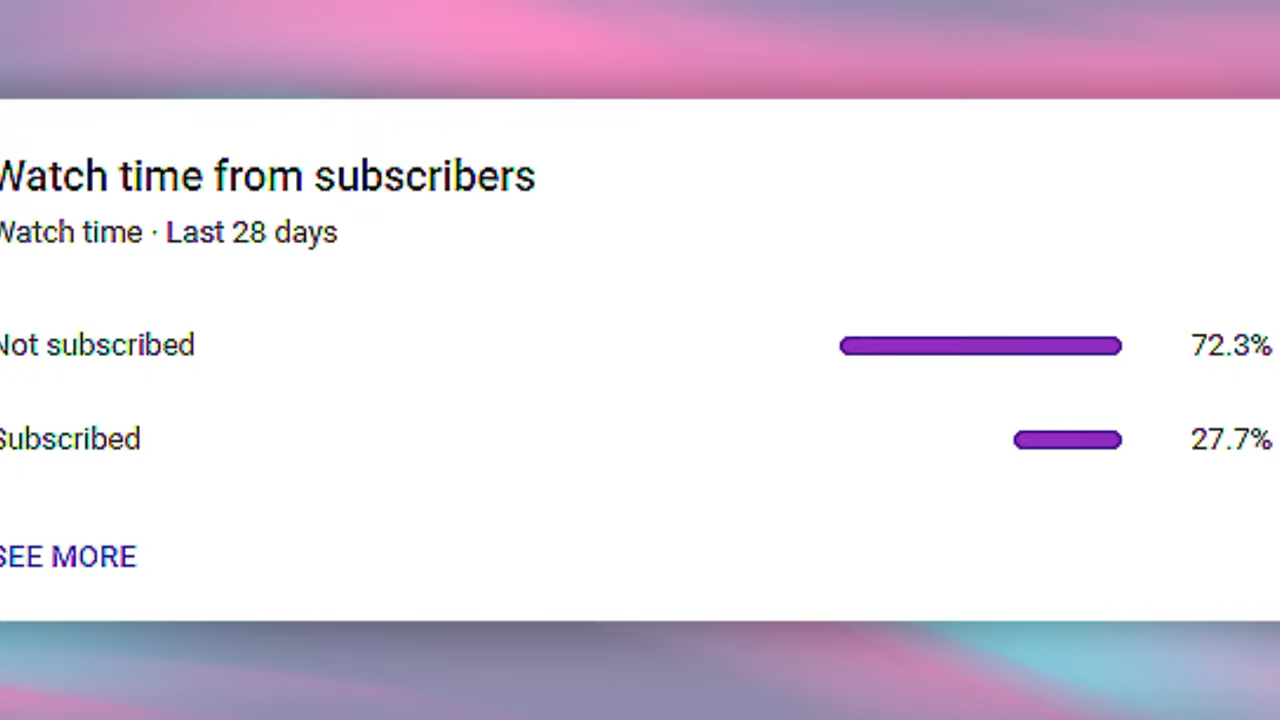 Watch time from subscribers
Watch time · Last 28 days
Not subscribed 72.3%
Subscribed 27.7%
SEE MORE